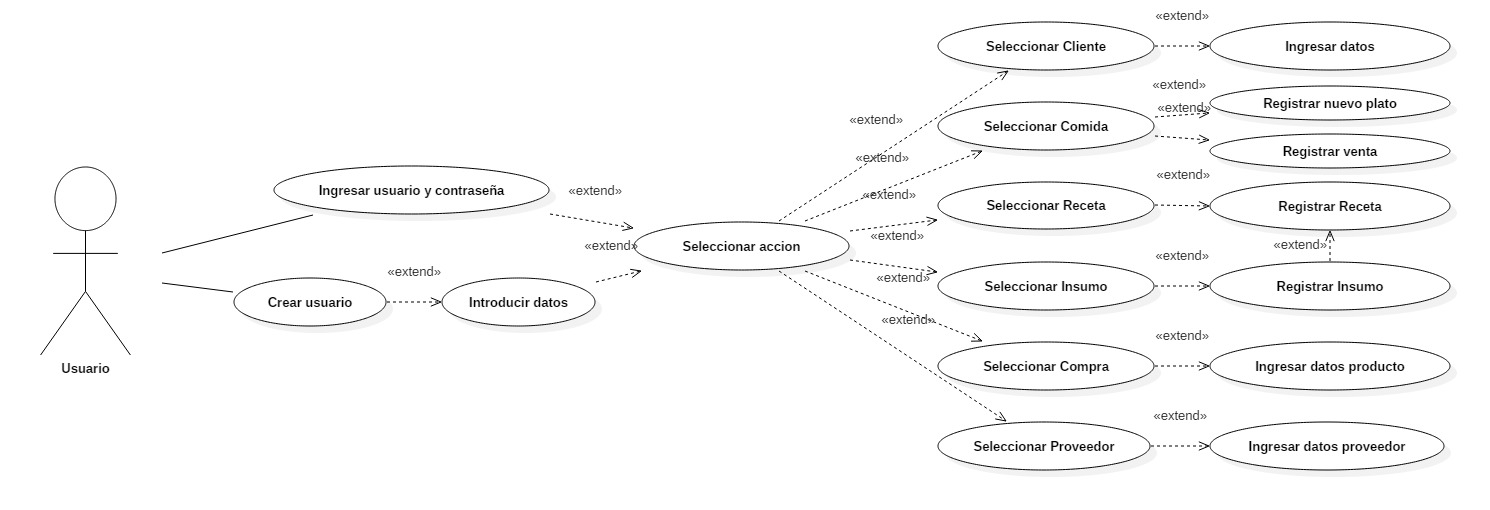 «extend»
Seleccionar Cliente
Ingresar datos
«extend»
Registrar nuevo plato
«extend»
«extend»
Seleccionar Comida
Registrar venta
«extend»
«extend»
Ingresar usuario y contraseña
«extend»
«extend»
Seleccionar Receta
Registrar Receta
«extend»
«extend»
Seleccionar accion
«extend»
«extend»
Crear usuario
«extend»
Introducir datos
«extend»
Seleccionar Insumo
Registrar Insumo
«extend»
«extend»
Seleccionar Compra
Ingresar datos producto
Usuario
«extend»
Seleccionar Proveedor
Ingresar datos proveedor